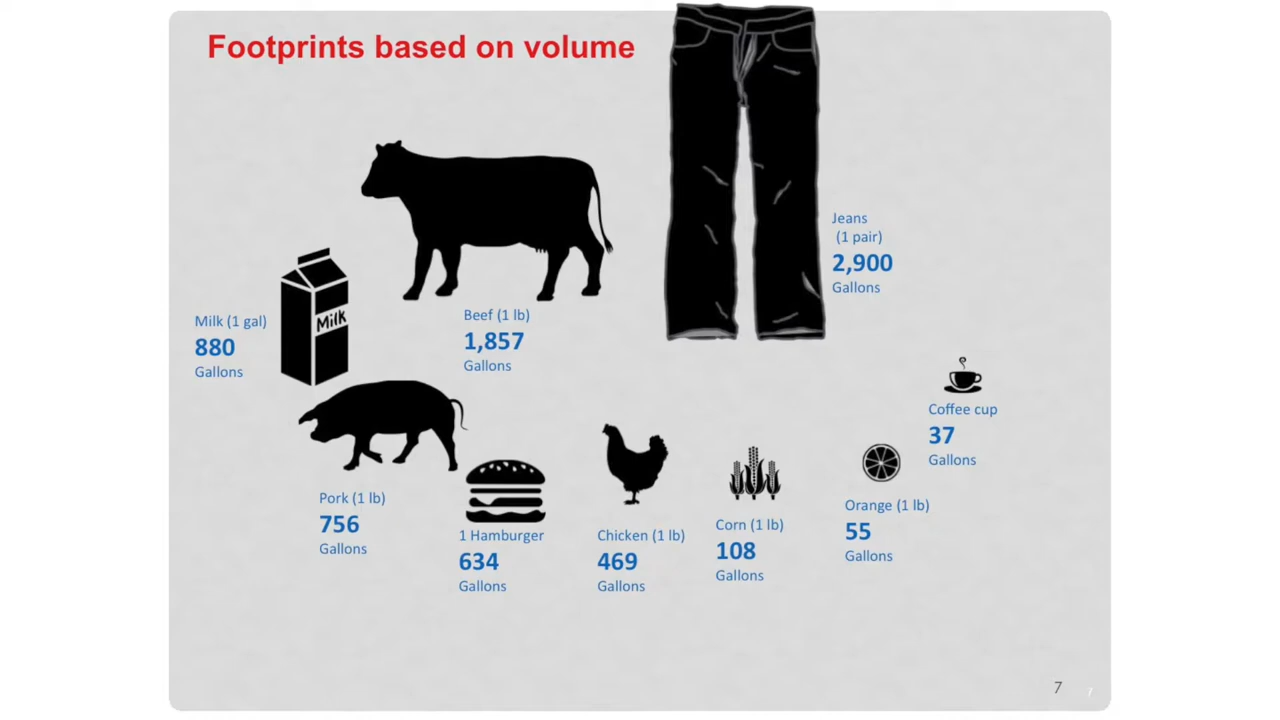 Footprints based on volume
Jeans
(1 pair)
2,900
Gallons
Milk
Milk (1 gal)
880
Gallons
Beef (1 lb)
1,857
Gallons
Coffee cup
37
Gallons
Pork (1 lb)
756
Gallons
1 Hamburger
634
Gallons
Chicken (1 lb)
469
Gallons
Corn (1 lb)
108
Gallons
Orange (1 lb)
55
Gallons
7
7